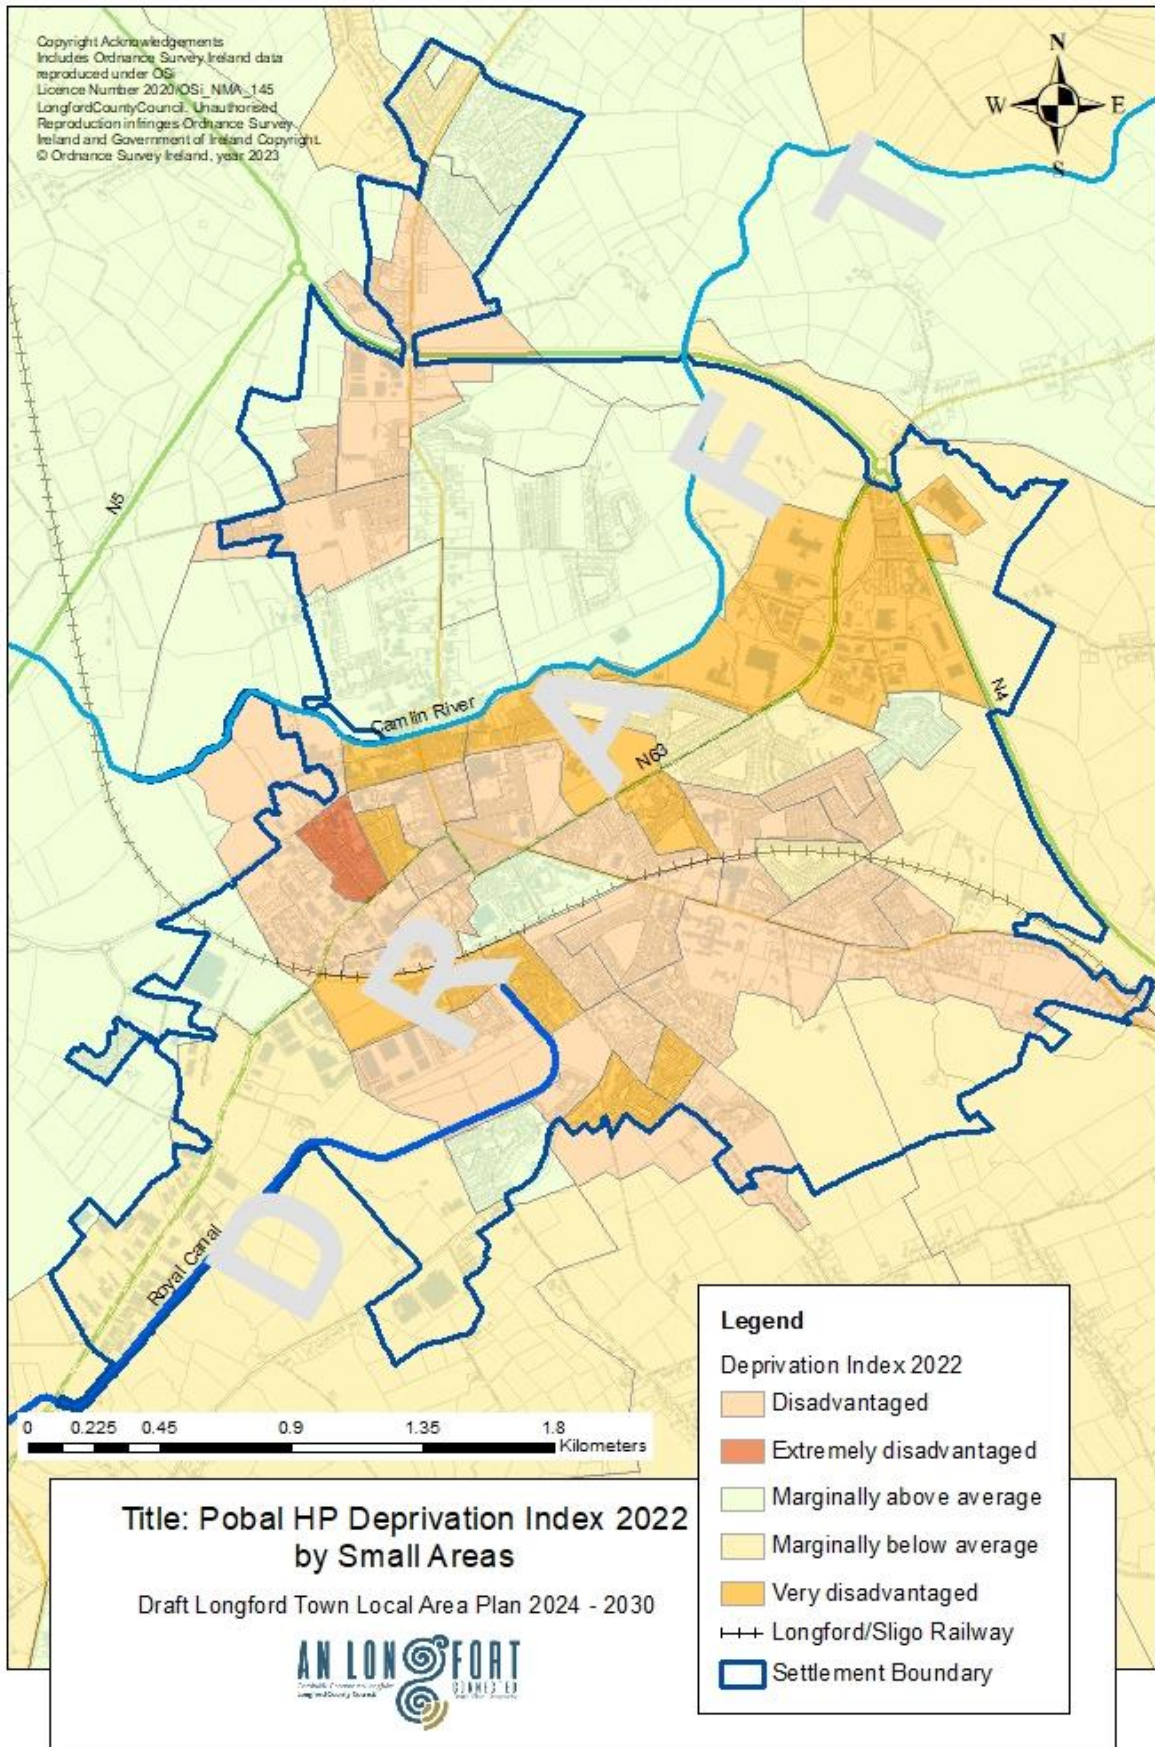 Copyright Acknowledgements
Includes Ordnance Survey Ireland data
reproduced under OSi
Licence Number 2020/OSi_NMA_145
LongfordCountyCouncil. Unauthorised
Reproduction infringes Ordnance Survey
Ireland and Government of Ireland Copyright.
© Ordnance Survey Ireland, year 2023
N
W E
S
DRAFT
N5
Camlin River
N63
N4
Royal Canal
0 0.225 0.45 0.9 1.35 1.8
Kilometers
Legend
Deprivation Index 2022
Disadvantaged
Extremely disadvantaged
Marginally above average
Marginally below average
Very disadvantaged
Longford/Sligo Railway
Settlement Boundary
Title: Pobal HP Deprivation Index 2022
by Small Areas
Draft Longford Town Local Area Plan 2024 - 2030
AN LONGFORT
Longford County Council
CONNECTED